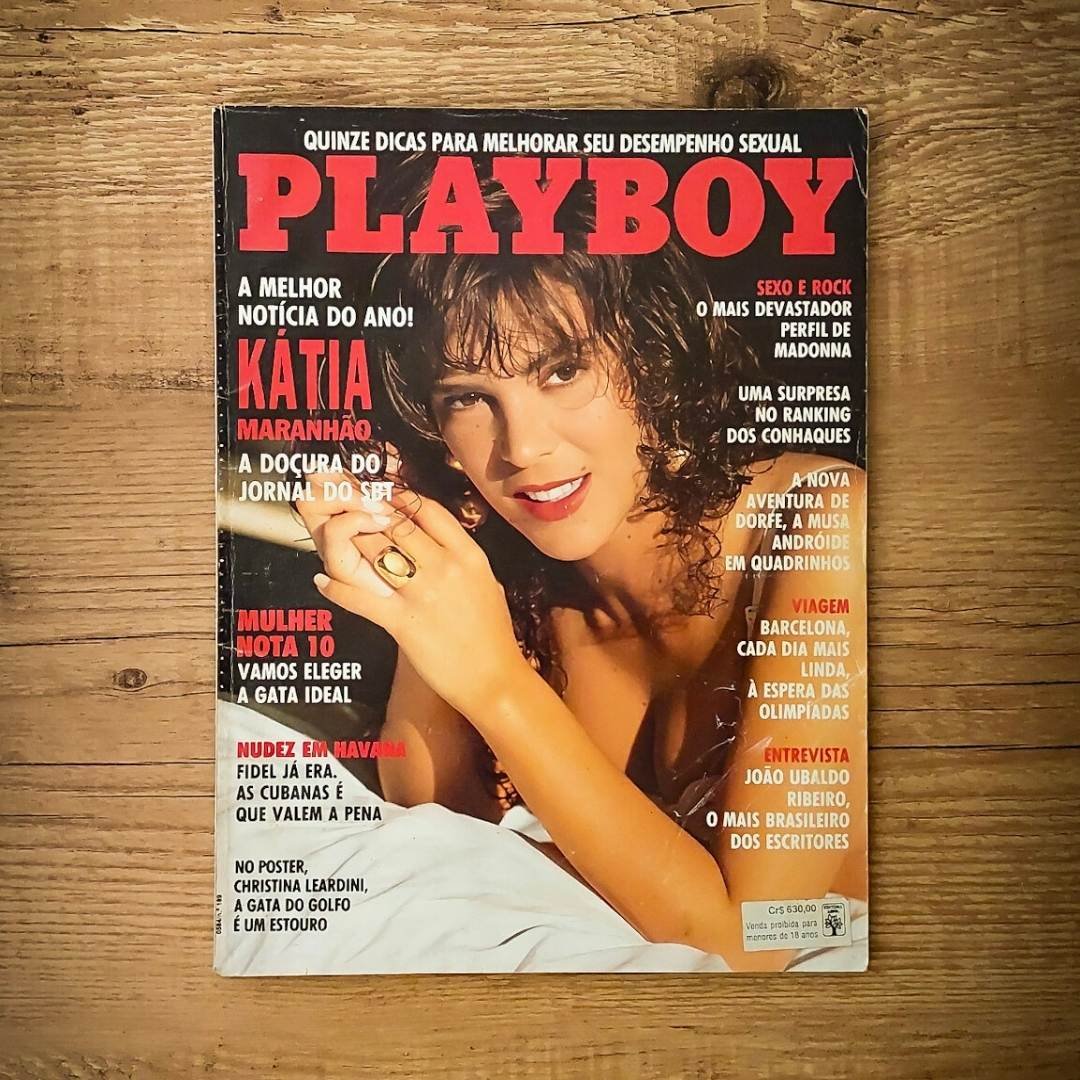 QUINZE DICAS PARA MELHORAR SEU DESEMPENHO SEXUAL
PLAYBOY
A MELHOR
NOTÍCIA DO ANO!
KÁTIA
MARANHÃO
A DOÇURA DO
JORNAL DO SBT
MULHER
NOTA 10
VAMOS ELEGER
A GATA IDEAL
NUDEZ EM HAVANA
FIDEL JÁ ERA.
AS CUBANAS É
QUE VALEM A PENA
NO POSTER,
CHRISTINA LEARDINI,
A GATA DO GOLFO
É UM ESTOURO
SEXO E ROCK
O MAIS DEVASTADOR
PERFIL DE
MADONNA
UMA SURPRESA
NO RANKING
DOS CONHAQUES
A NOVA
AVENTURA DE
DORFE, A MUSA
ANDRÓIDE
EM QUADRINHOS
VIAGEM
BARCELONA,
CADA DIA MAIS
LINDA,
À ESPERA DAS
OLIMPÍADAS
ENTREVISTA
JOÃO UBALDO
RIBEIRO,
O MAIS BRASILEIRO
DOS ESCRITORES
Cr$ 630,00
Venda proibida para
menores de 18 anos